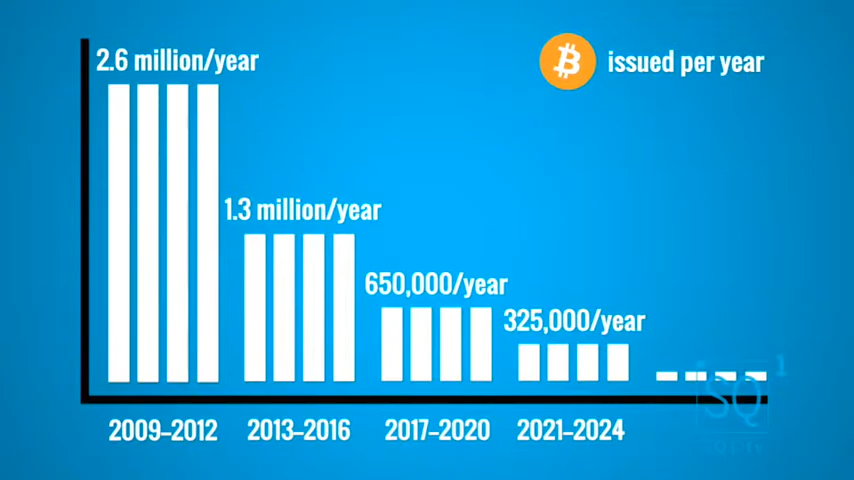 2.6 million/year
issued per year
1.3 million/year
650,000/year
325,000/year
2009–2012
2013–2016
2017–2020
2021–2024
SQ1